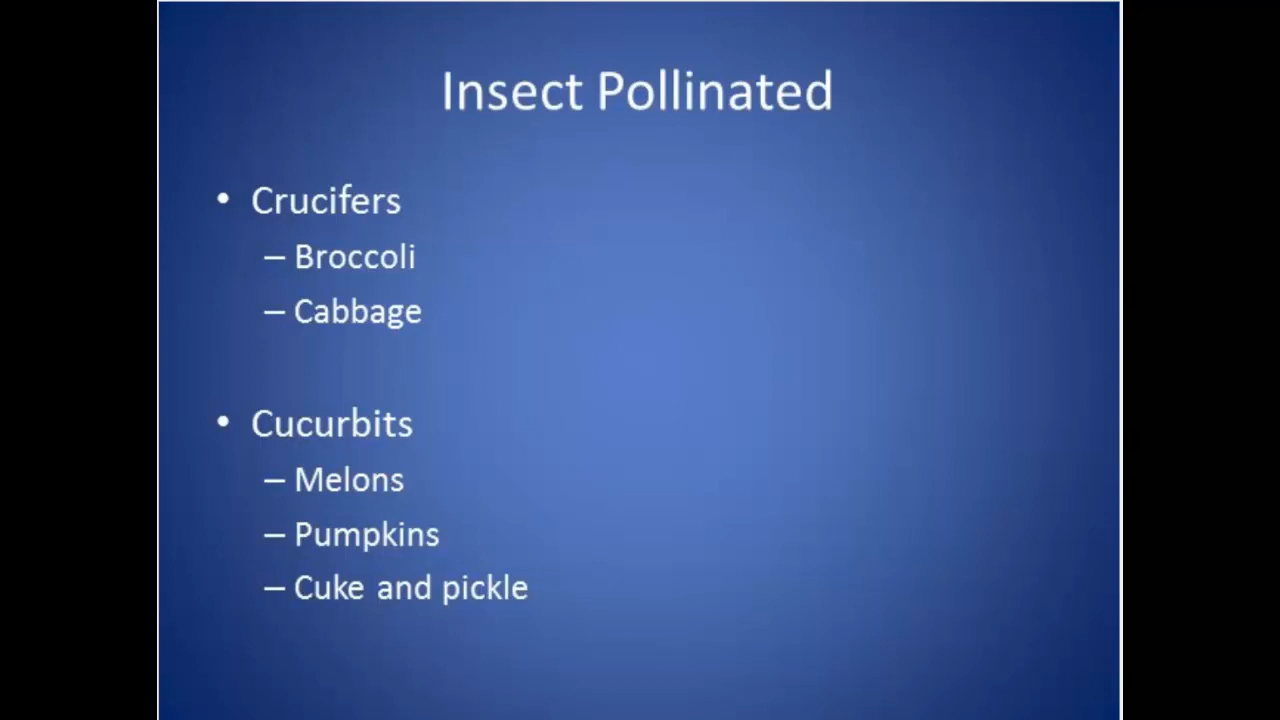 Insect Pollinated
• Crucifers
– Broccoli
– Cabbage
• Cucurbits
– Melons
– Pumpkins
– Cuke and pickle